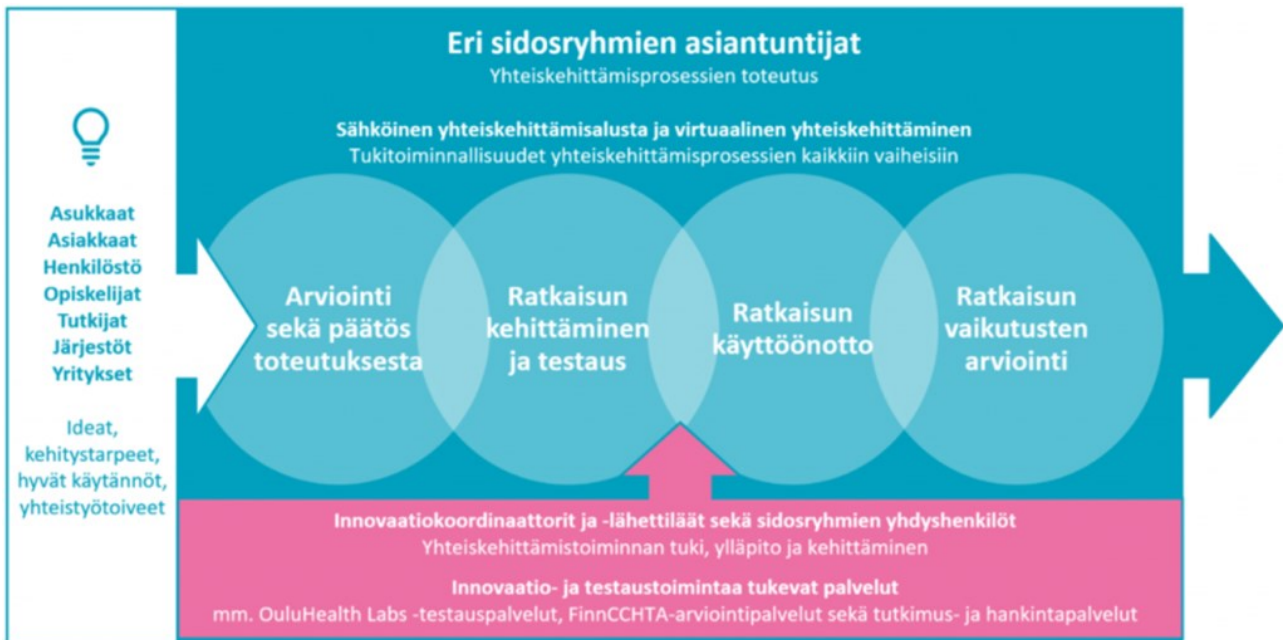 Eri sidosryhmien asiantuntijat
Yhteiskehittämisprosessien toteutus
Sähköinen yhteiskehittämisalusta ja virtuaalinen yhteiskehittäminen
Tukitoiminnallisuudet yhteiskehittämisprosessien kaikkiin vaiheisiin
Asukkaat
Asiakkaat
Henkilöstö
Opiskelijat
Tutkijat
Järjestöt
Yritykset
Ideat,
kehitystarpeet,
hyvät käytännöt,
yhteistyötoiveet
Arviointi
sekä päätös
toteutuksesta
Ratkaisun
kehittäminen
ja testaus
Ratkaisun
käyttöönotto
Ratkaisun
vaikutusten
arviointi
Innovaatiokoordinaattorit ja -lähettiläät sekä sidosryhmien yhdyshenkilöt
Yhteiskehittämistoiminnan tuki, ylläpito ja kehittäminen
Innovaatio- ja testaustoimintaa tukevat palvelut
mm. OuluHealth Labs -testauspalvelut, FinnCCHTA-arviointipalvelut sekä tutkimus- ja hankintapalvelut